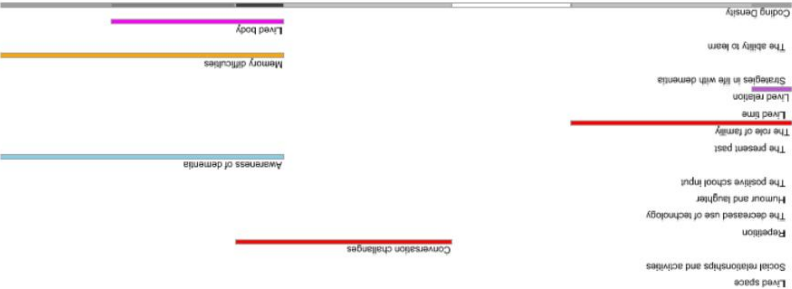 Lived space
Social relationships and activities
Conversation challanges
Repetition
The decreased use of technology
Humour and laughter
The positive school input
Awareness of dementia
The present past
The role of family
Lived time
Lived relation
Strategies in life with dementia
Memory difficulties
The ability to learn
Lived body
Coding Density